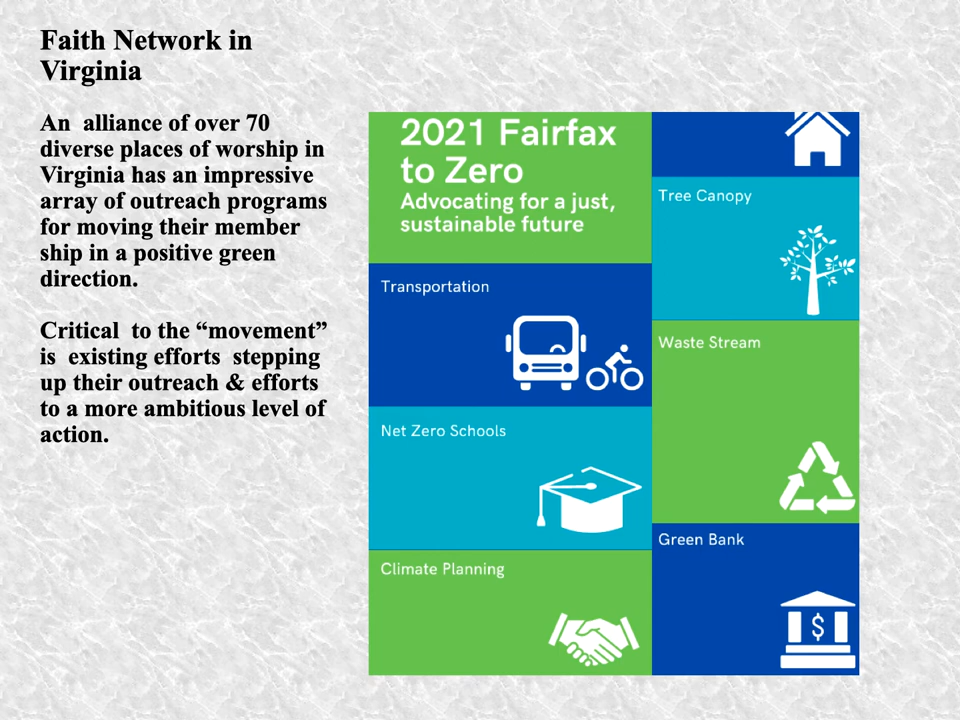 Faith Network in
Virginia
An alliance of over 70
diverse places of worship in
Virginia has an impressive
array of outreach programs
for moving their member
ship in a positive green
direction.
Critical to the “movement”
is existing efforts stepping
up their outreach & efforts
to a more ambitious level of
action.
2021 Fairfax
to Zero
Advocating for a just,
sustainable future
Transportation
Net Zero Schools
Climate Planning
Tree Canopy
Waste Stream
Green Bank
$